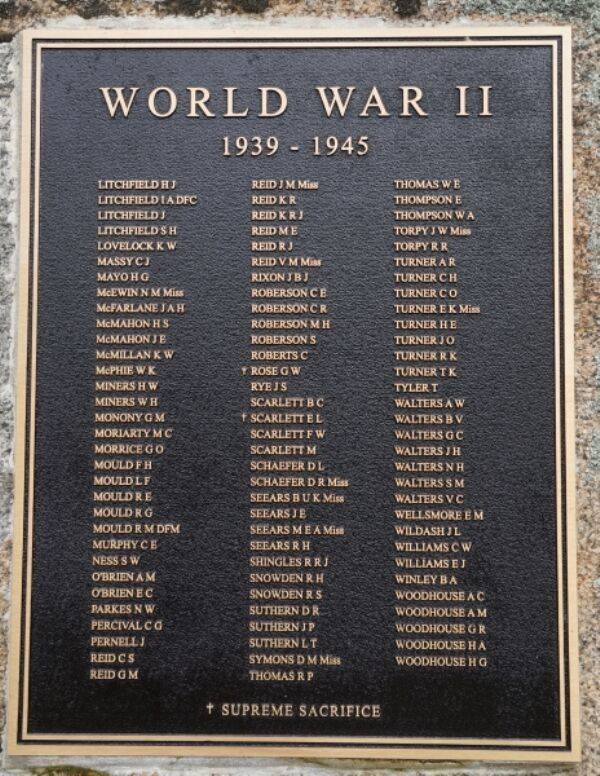 WORLD WAR II
1939 - 1945
LITCHFIELD H J
LITCHFIELD I A DFC
LITCHFIELD J
LITCHFIELD S H
LOVELOCK K W
MASSY C J
MAYO H G
McEWIN N M Miss
McFARLANE J A H
McMAHON H S
McMAHON J E
McMILLAN K W
McPHIE W K
MINERS H W
MINERS W H
MONONY G M
MORIARTY M C
MORRICE G O
MOULD F H
MOULD L F
MOULD R E
MOULD R G
MOULD R M DFM
MURPHY C E
NESS S W
O'BRIEN A M
O'BRIEN E C
PARKES N W
PERCIVAL C G
PERNELL J
REID C S
REID G M
REID J M Miss
REID K R
REID K R J
REID M E
REID R J
REID V M Miss
RIXON J B J
ROBERSON C E
ROBERSON C R
ROBERSON M H
ROBERSON S
ROBERTS C
† ROSE G W
RYE J S
SCARLETT B C
† SCARLETT E L
SCARLETT F W
SCARLETT M
SCHAEFER D L
SCHAEFER D R Miss
SEEARS B U K Miss
SEEARS J E
SEEARS M E A Miss
SEEARS R H
SHINGLES R R J
SNOWDEN R H
SNOWDEN R S
SUTHERN D R
SUTHERN J P
SUTHERN L T
SYMONS D M Miss
THOMAS R P
THOMAS W E
THOMPSON E
THOMPSON W A
TORPY J W Miss
TORPY R R
TURNER A R
TURNER C H
TURNER C O
TURNER E K Miss
TURNER H E
TURNER J O
TURNER R K
TURNER T K
TYLER T
WALTERS A W
WALTERS B V
WALTERS G C
WALTERS J H
WALTERS N H
WALTERS S M
WALTERS V C
WELLSMORE E M
WILDASH J L
WILLIAMS C W
WILLIAMS E J
WINLEY B A
WOODHOUSE A C
WOODHOUSE A M
WOODHOUSE G R
WOODHOUSE H A
WOODHOUSE H G
† SUPREME SACRIFICE